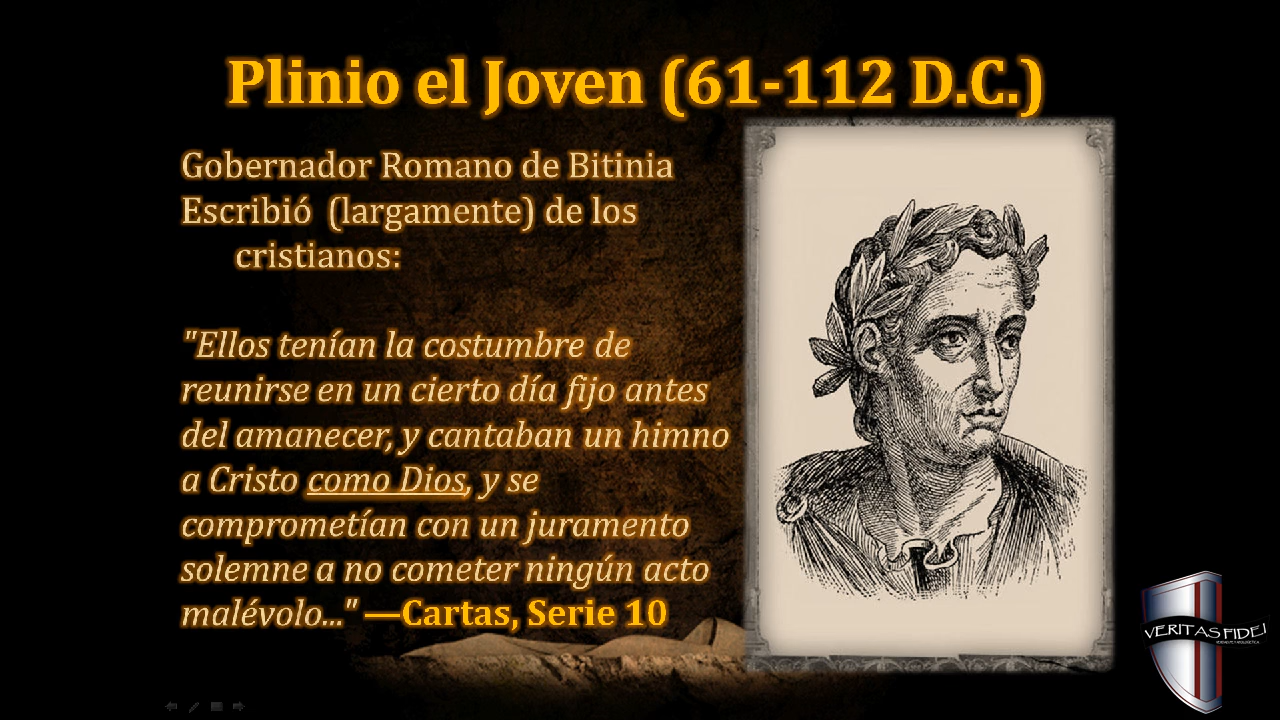 Plinio el Joven (61-112 D.C.)
Gobernador Romano de Bitinia
Escribió (largamente) de los
cristianos:
"Ellos tenían la costumbre de
reunirse en un cierto día fijo antes
del amanecer, y cantaban un himno
a Cristo como Dios, y se
comprometían con un juramento
solemne a no cometer ningún acto
malévolo..." —Cartas, Serie 10
VERITAS FIDEI